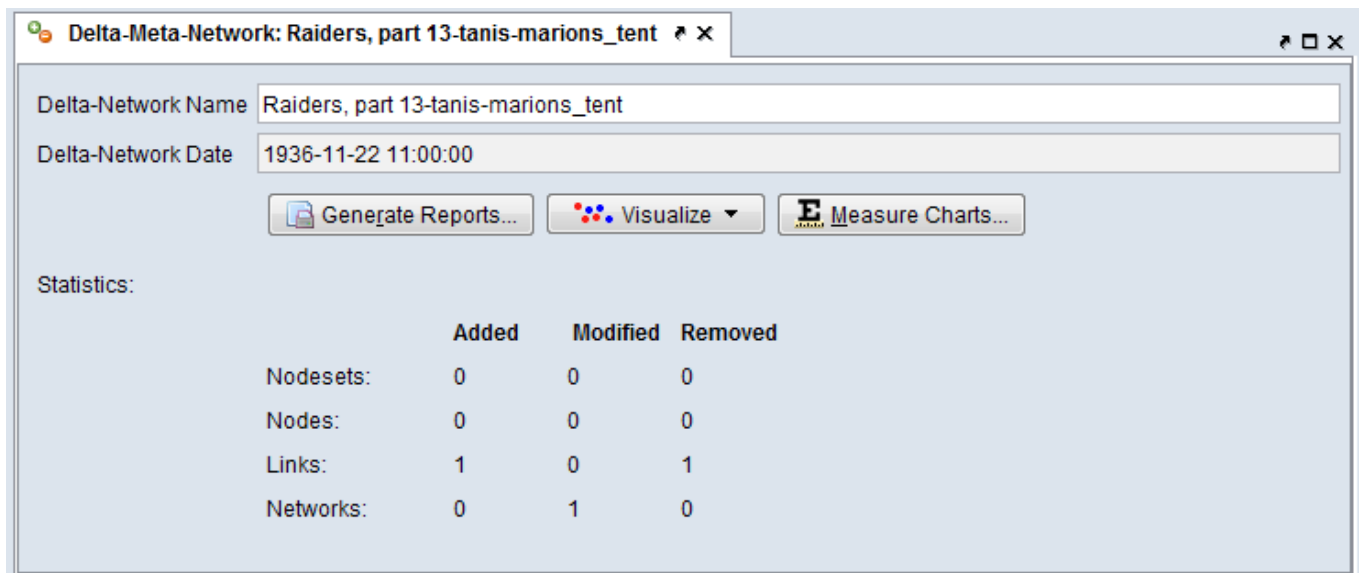 Delta-Meta-Network: Raiders, part 13-tanis-marions_tent
Delta-Network Name Raiders, part 13-tanis-marions_tent
Delta-Network Date 1936-11-22 11:00:00
Generate Reports... Visualize E Measure Charts...
Statistics:
Added Modified Removed
Nodesets: 0 0 0
Nodes: 0 0 0
Links: 1 0 1
Networks: 0 1 0